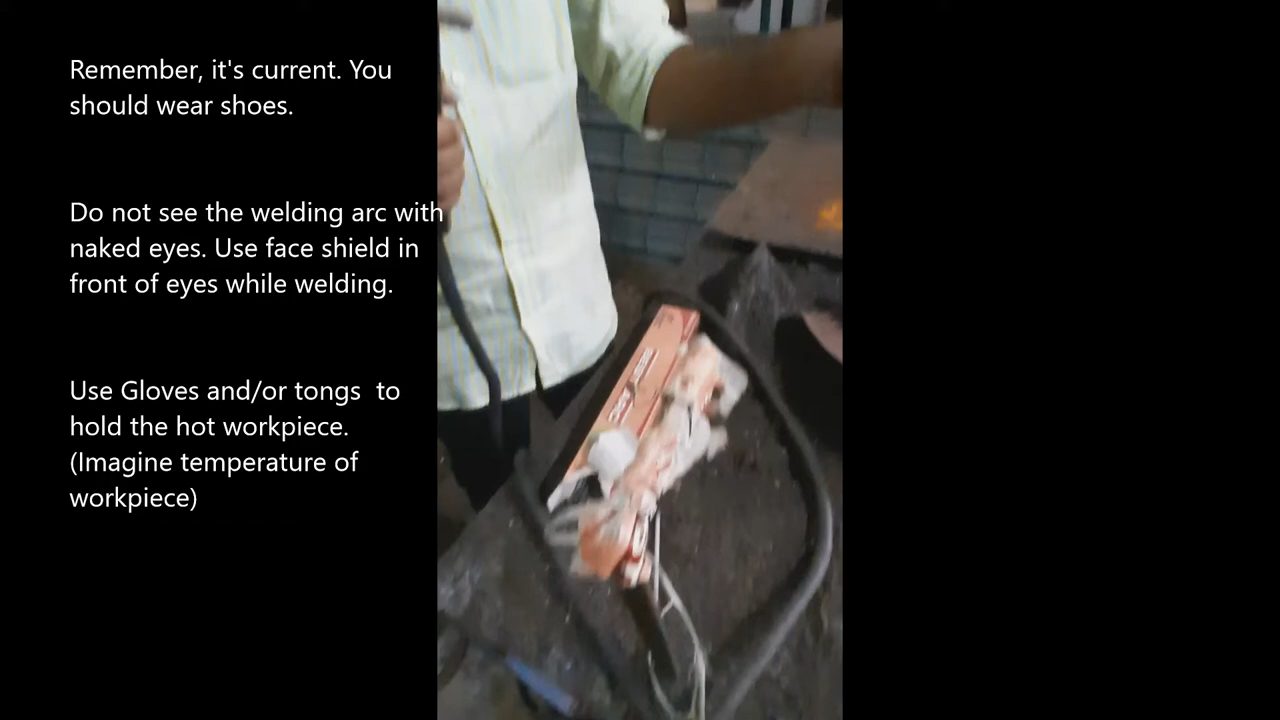 Remember, it's current. You
should wear shoes.
Do not see the welding arc with
naked eyes. Use face shield in
front of eyes while welding.
Use Gloves and/or tongs  to
hold the hot workpiece.
(Imagine temperature of
workpiece)